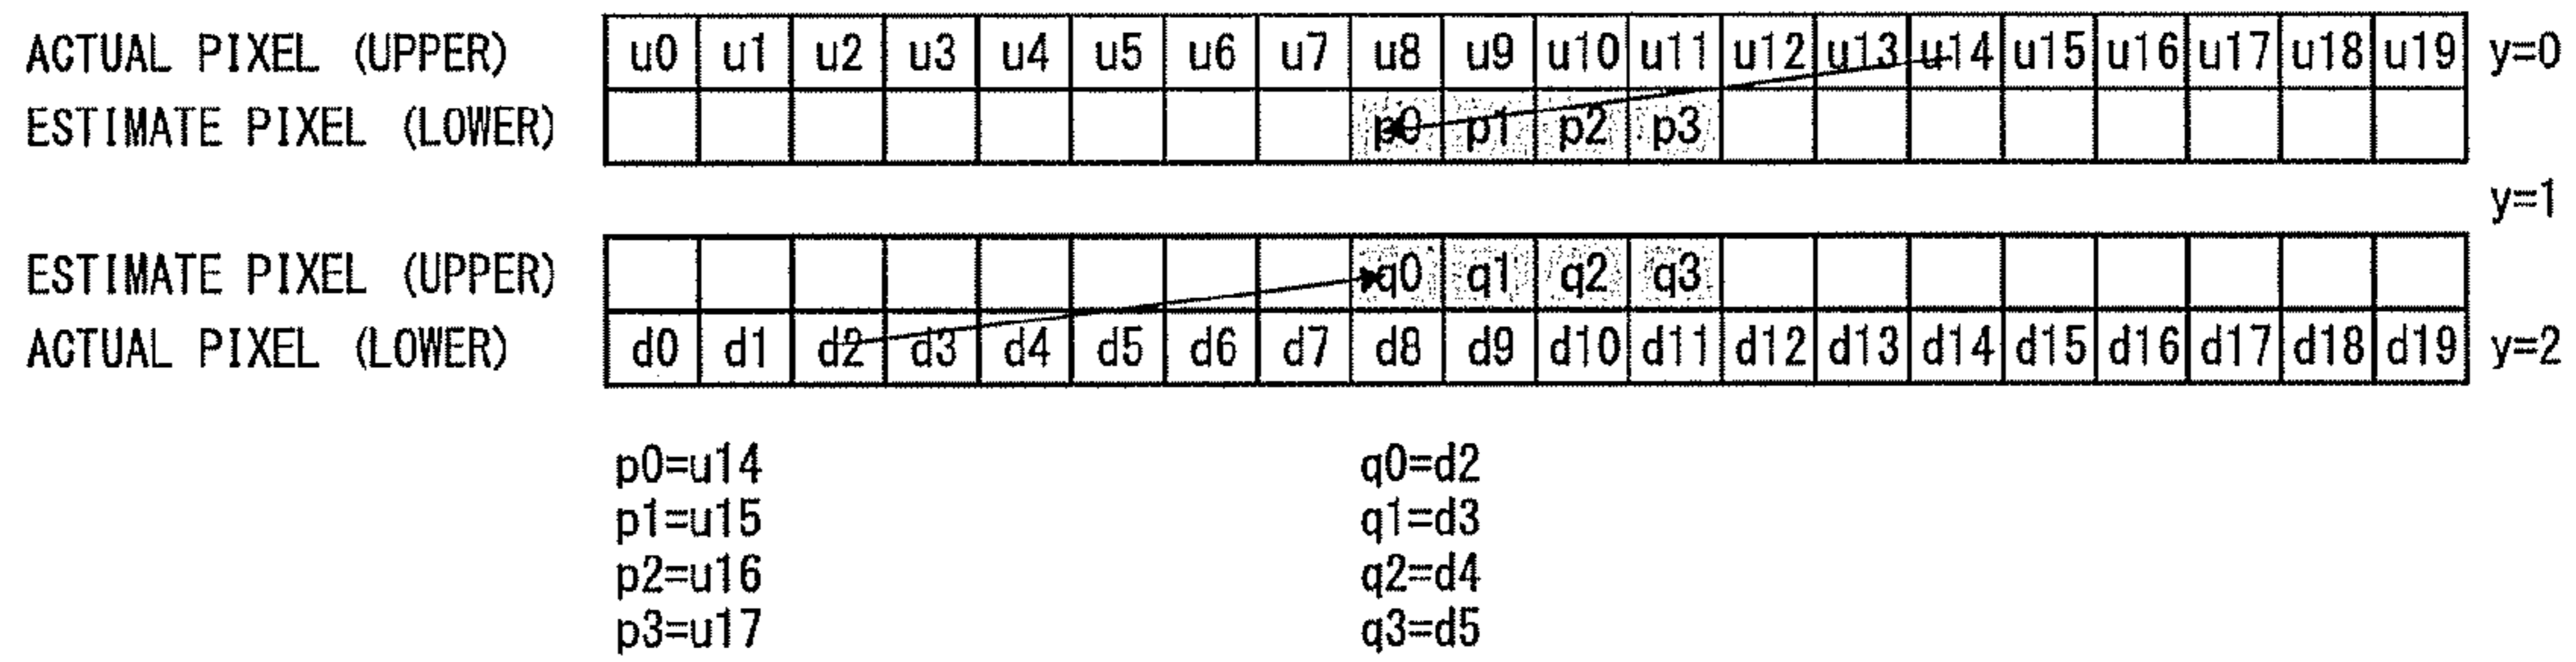 ACTUAL PIXEL (UPPER) u0 u1 u2 u3 u4 u5 u6 u7 u8 u9 u10 u11 u12 u13 u14 u15 u16 u17 u18 u19 y=0
ESTIMATE PIXEL (LOWER) p0 p1 p2 p3
y=1
ESTIMATE PIXEL (UPPER) q0 q1 q2 q3
ACTUAL PIXEL (LOWER) d0 d1 d2 d3 d4 d5 d6 d7 d8 d9 d10 d11 d12 d13 d14 d15 d16 d17 d18 d19 y=2
p0=u14 q0=d2
p1=u15 q1=d3
p2=u16 q2=d4
p3=u17 q3=d5